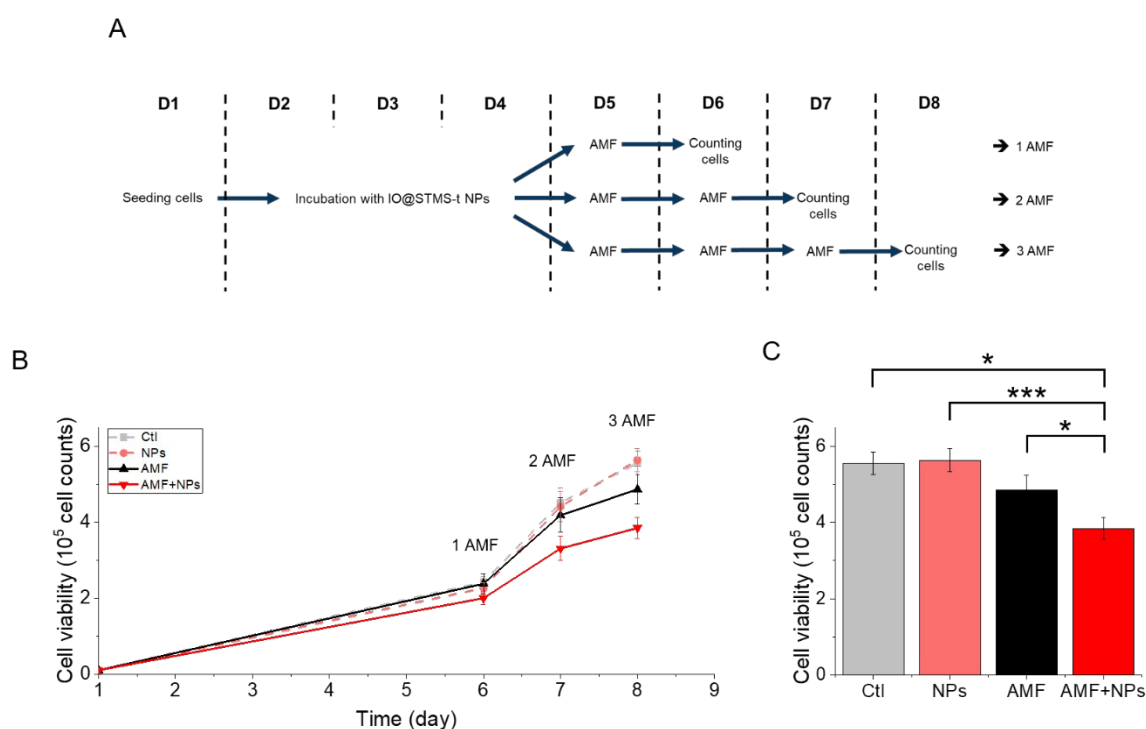 A
D1 D2 D3 D4 D5 D6 D7 D8
AMF Counting cells ➔ 1 AMF
Seeding cells Incubation with IO@STMS-t NPs AMF AMF Counting cells ➔ 2 AMF
AMF AMF AMF Counting cells ➔ 3 AMF
B
Cell viability (10⁵ cell counts)
6
4
2
0
Ctl
NPs
AMF
AMF+NPs
1 AMF
2 AMF
3 AMF
1 2 3 4 5 6 7 8 9
Time (day)
C
Cell viability (10⁵ cell counts)
6
4
2
0
*
***
*
Ctl NPs AMF AMF+NPs